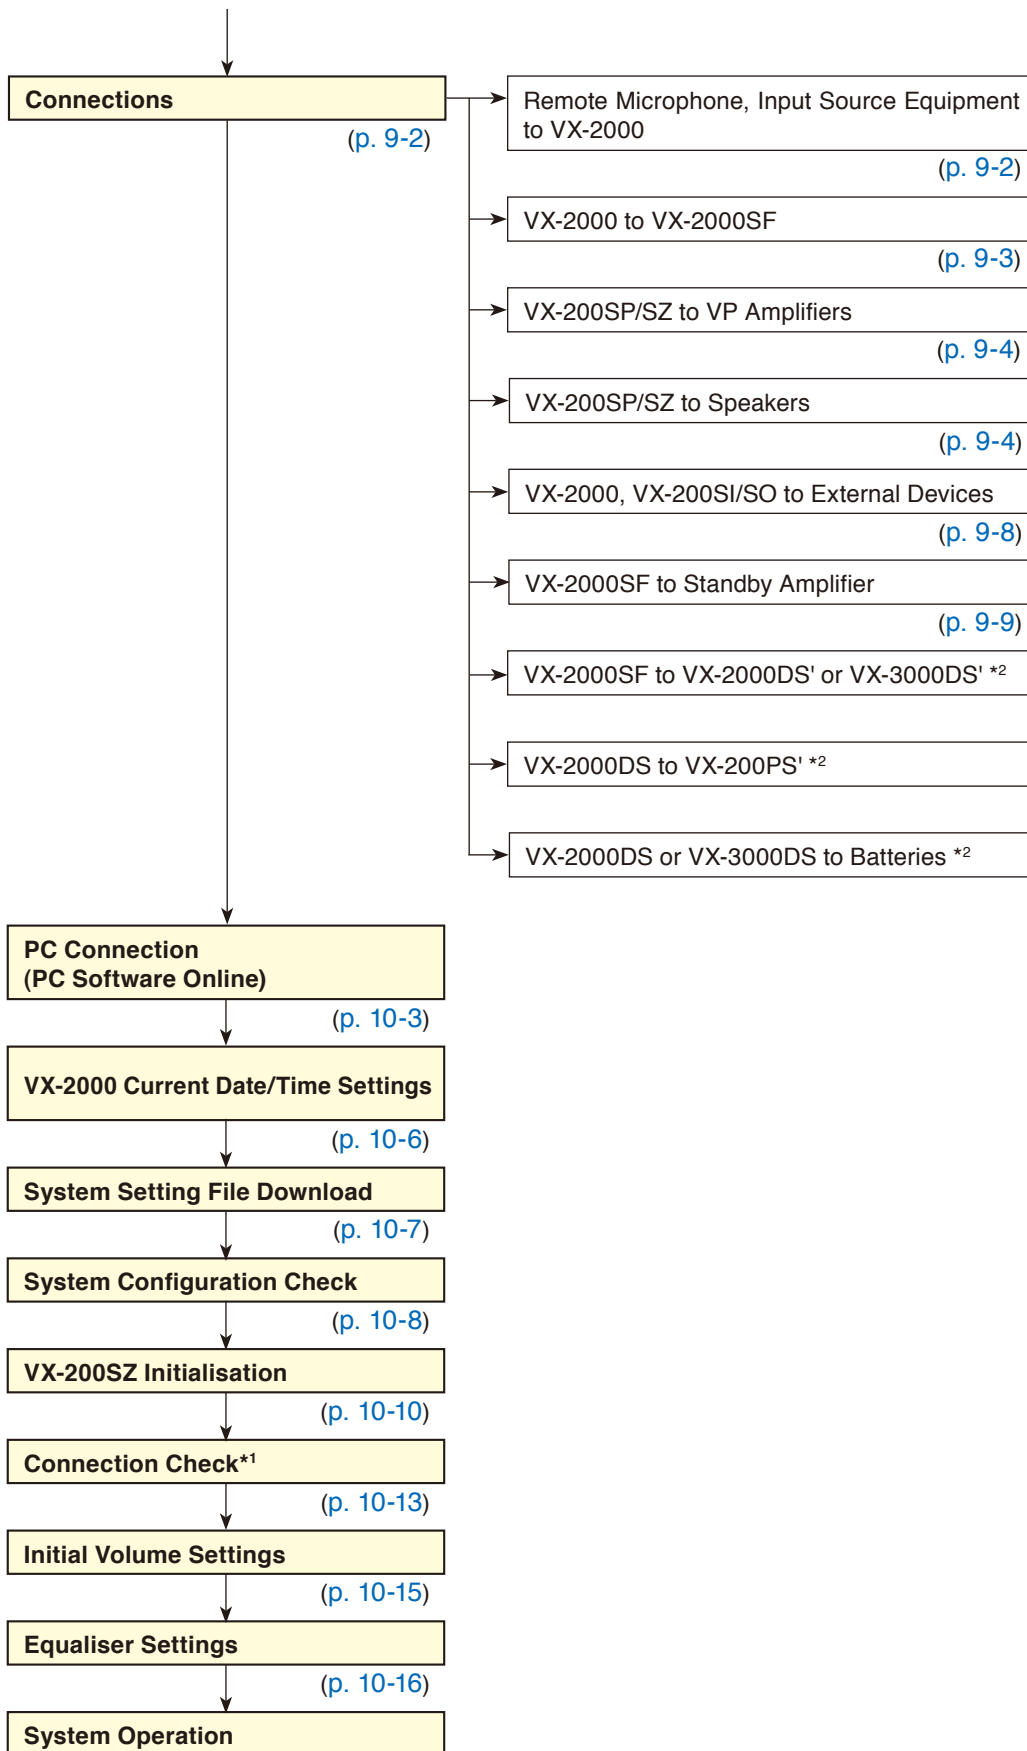 Connections
(p. 9-2)
Remote Microphone, Input Source Equipment
to VX-2000
(p. 9-2)
VX-2000 to VX-2000SF
(p. 9-3)
VX-200SP/SZ to VP Amplifiers
(p. 9-4)
VX-200SP/SZ to Speakers
(p. 9-4)
VX-2000, VX-200SI/SO to External Devices
(p. 9-8)
VX-2000SF to Standby Amplifier
(p. 9-9)
VX-2000SF to VX-2000DS' or VX-3000DS' *2
VX-2000DS to VX-200PS' *2
VX-2000DS or VX-3000DS to Batteries *2
PC Connection
(PC Software Online)
(p. 10-3)
VX-2000 Current Date/Time Settings
(p. 10-6)
System Setting File Download
(p. 10-7)
System Configuration Check
(p. 10-8)
VX-200SZ Initialisation
(p. 10-10)
Connection Check*1
(p. 10-13)
Initial Volume Settings
(p. 10-15)
Equaliser Settings
(p. 10-16)
System Operation